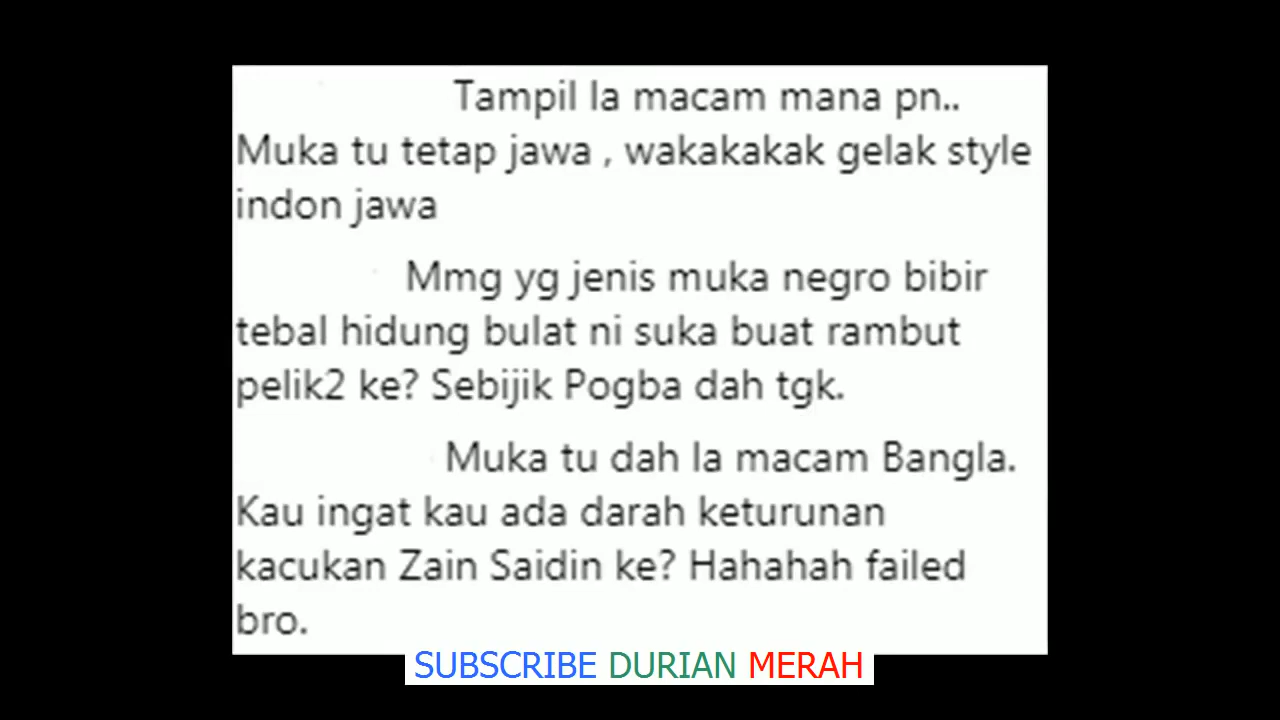 Tampil la macam mana pn..
Muka tu tetap jawa , wakakakak gelak style
indon jawa
Mmg yg jenis muka negro bibir
tebal hidung bulat ni suka buat rambut
pelik2 ke? Sebijik Pogba dah tgk.
Muka tu dah la macam Bangla.
Kau ingat kau ada darah keturunan
kacukan Zain Saidin ke? Hahahah failed
bro.
SUBSCRIBE DURIAN MERAH